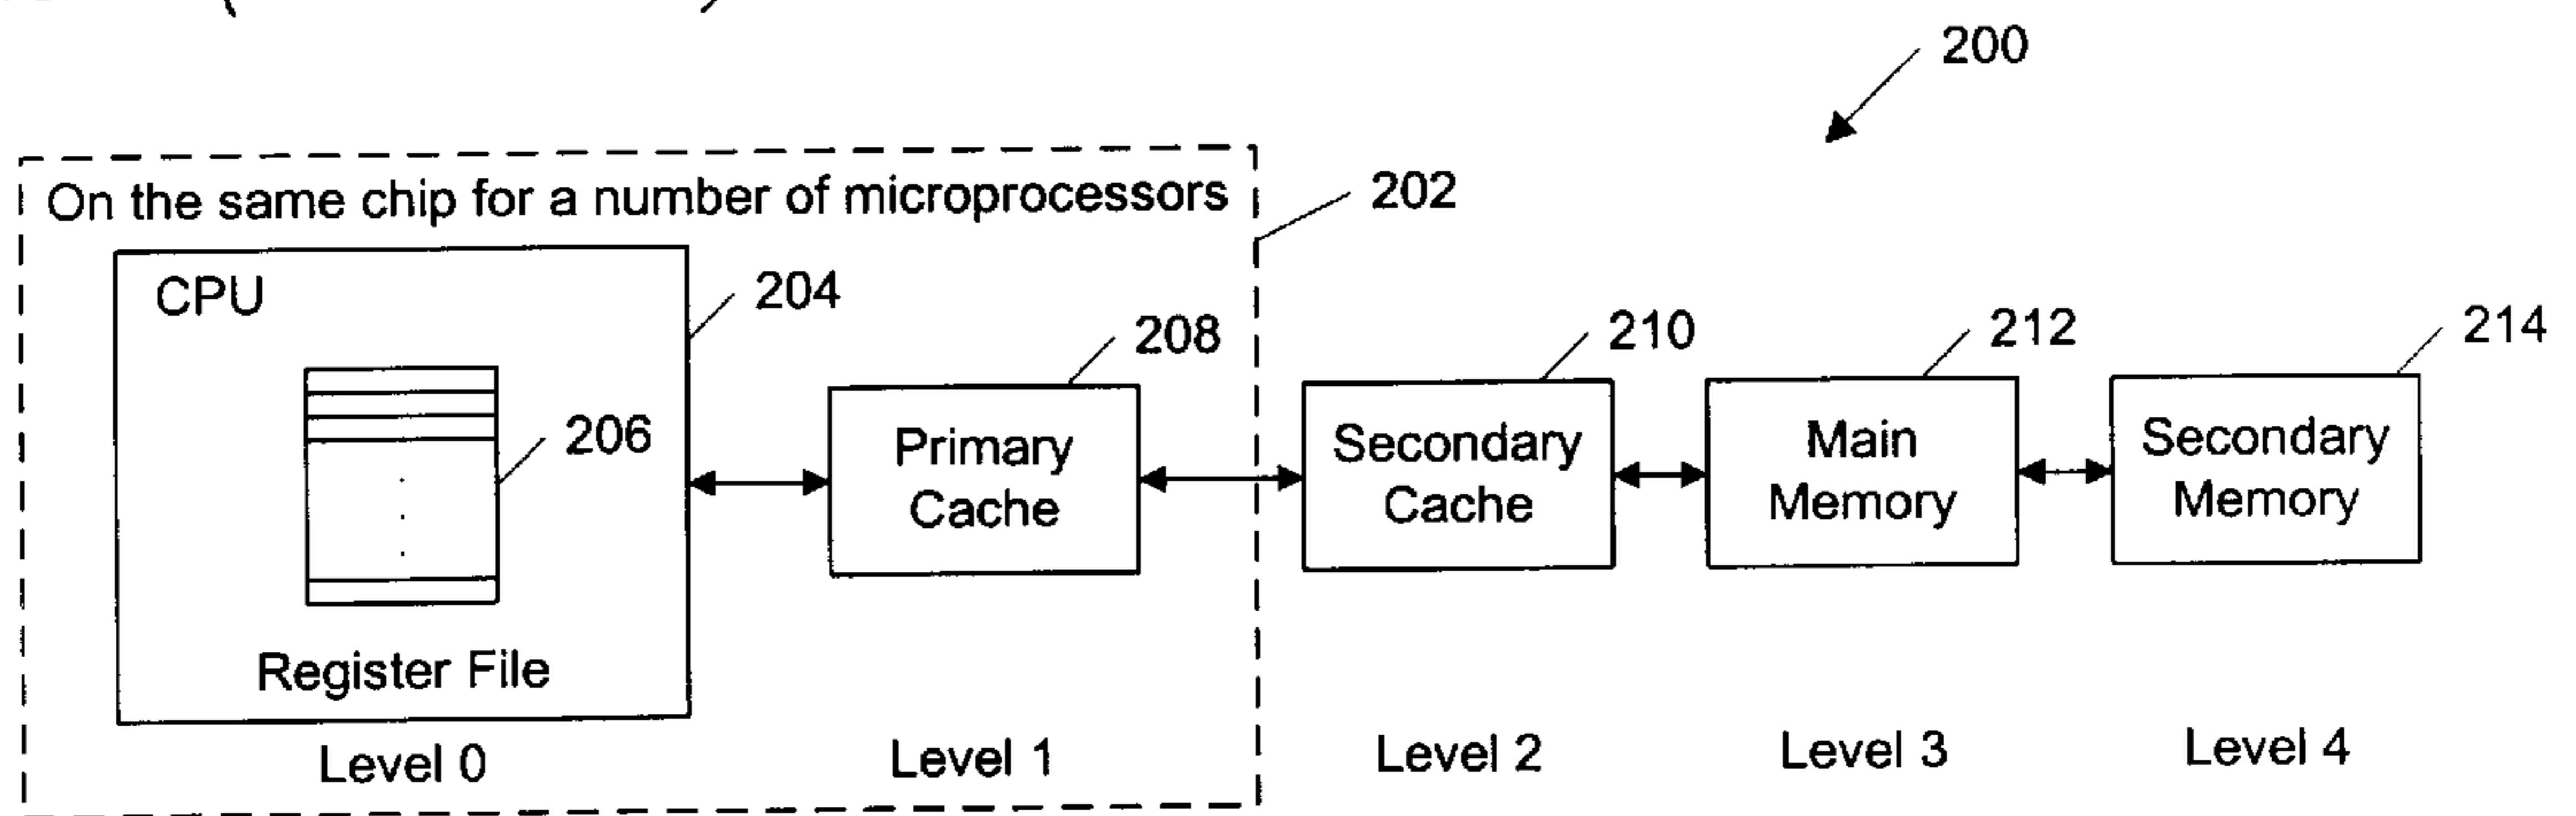 200
On the same chip for a number of microprocessors
202
CPU
204
206
Register File
208
Primary
Cache
210
Secondary
Cache
212
Main
Memory
214
Secondary
Memory
Level 0
Level 1
Level 2
Level 3
Level 4